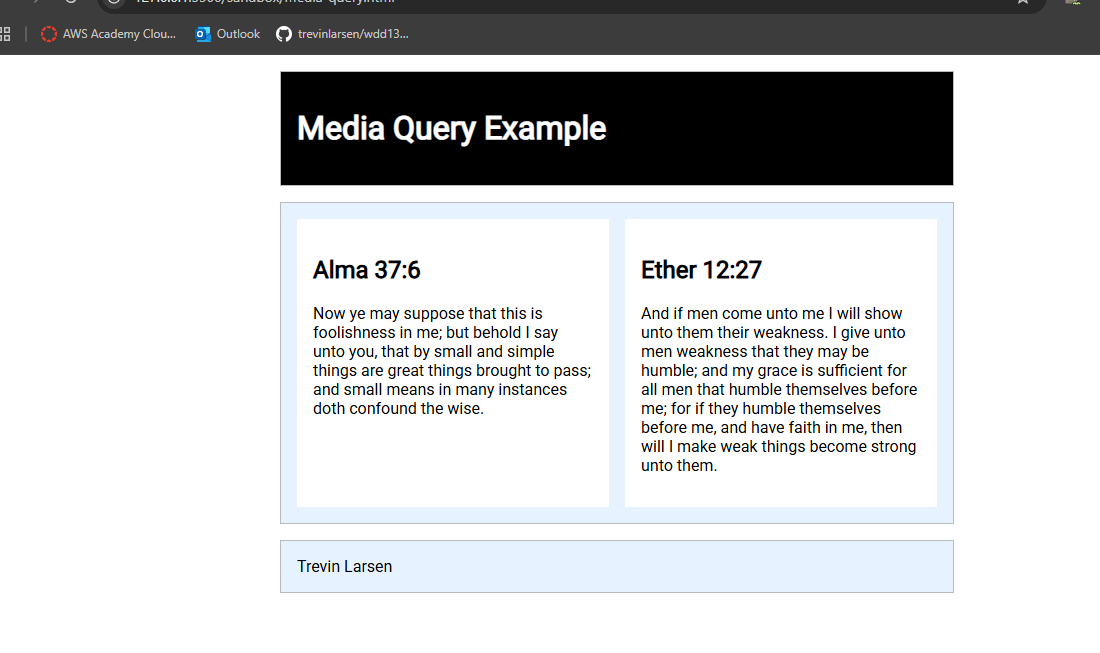 AWS Academy Clou...
Outlook
trevinlarsen/wdd13...
Media Query Example
Alma 37:6
Now ye may suppose that this is
foolishness in me; but behold I say
unto you, that by small and simple
things are great things brought to pass;
and small means in many instances
doth confound the wise.
Ether 12:27
And if men come unto me I will show
unto them their weakness. I give unto
men weakness that they may be
humble; and my grace is sufficient for
all men that humble themselves before
me; for if they humble themselves
before me, and have faith in me, then
will I make weak things become strong
unto them.
Trevin Larsen